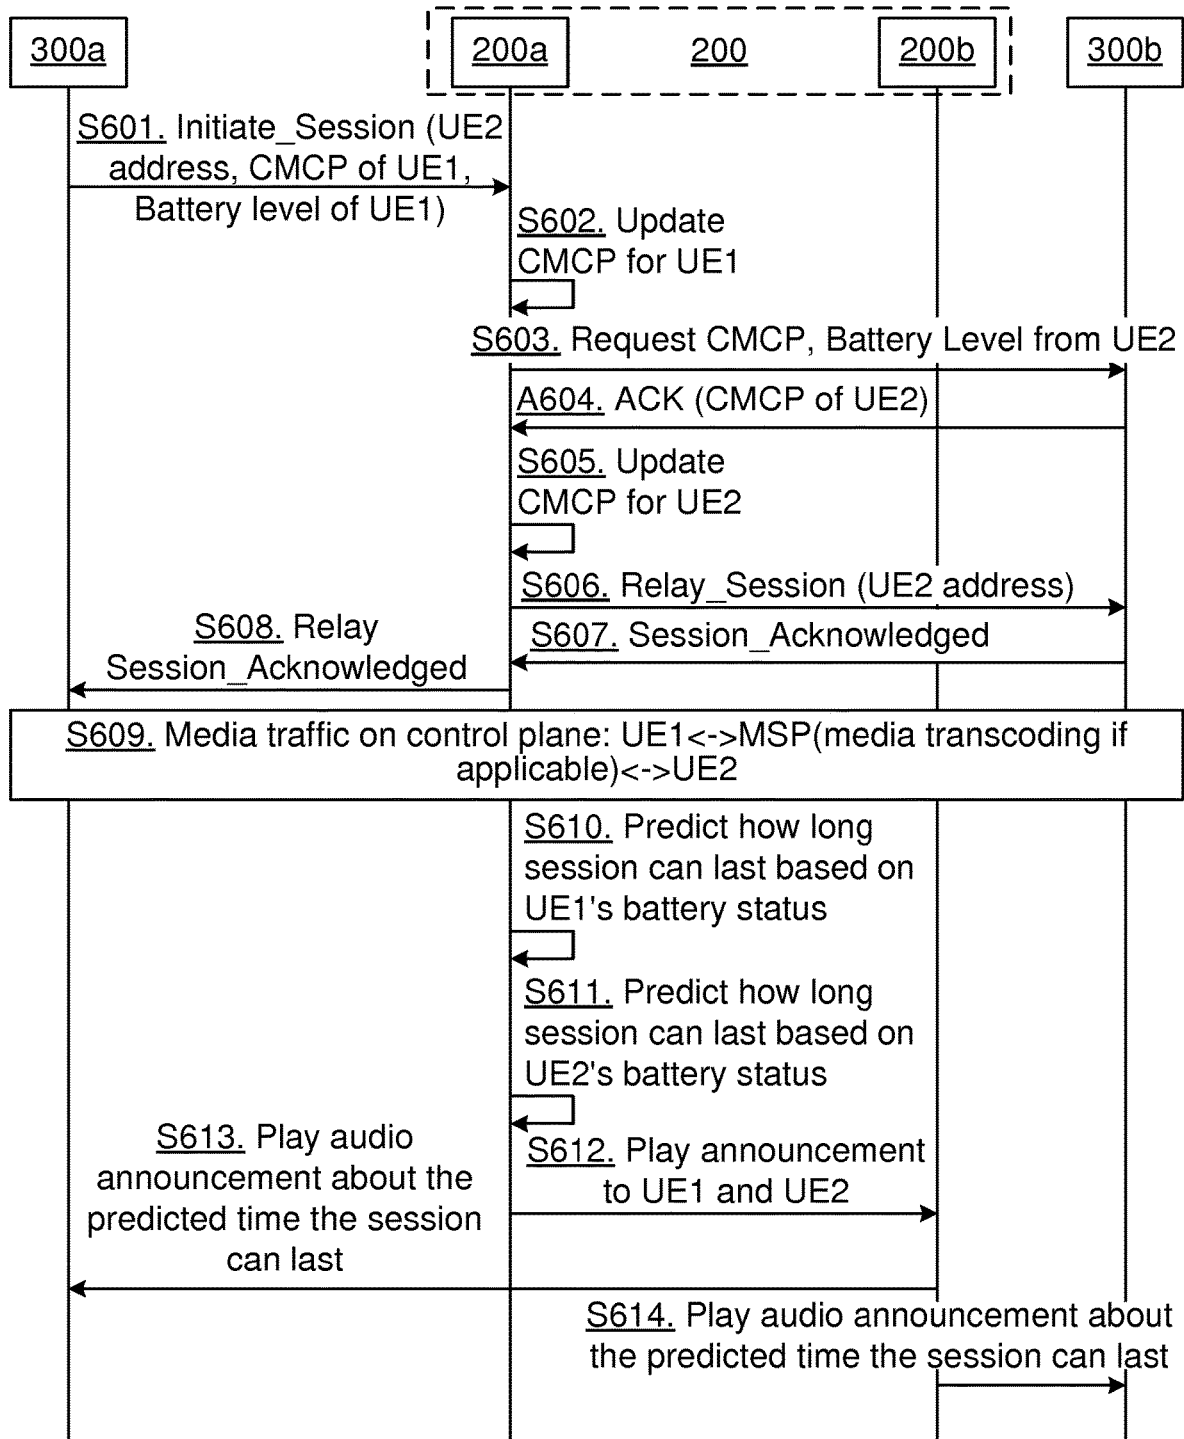 300a
200a
200
200b
300b
S601. Initiate_Session (UE2
address, CMCP of UE1,
Battery level of UE1)
S602. Update
CMCP for UE1
S603. Request CMCP, Battery Level from UE2
A604. ACK (CMCP of UE2)
S605. Update
CMCP for UE2
S606. Relay_Session (UE2 address)
S607. Session_Acknowledged
S608. Relay
Session_Acknowledged
S609. Media traffic on control plane: UE1<->MSP(media transcoding if
applicable)<->UE2
S610. Predict how long
session can last based on
UE1's battery status
S611. Predict how long
session can last based on
UE2's battery status
S612. Play announcement
to UE1 and UE2
S613. Play audio
announcement about the
predicted time the session
can last
S614. Play audio announcement about
the predicted time the session can last